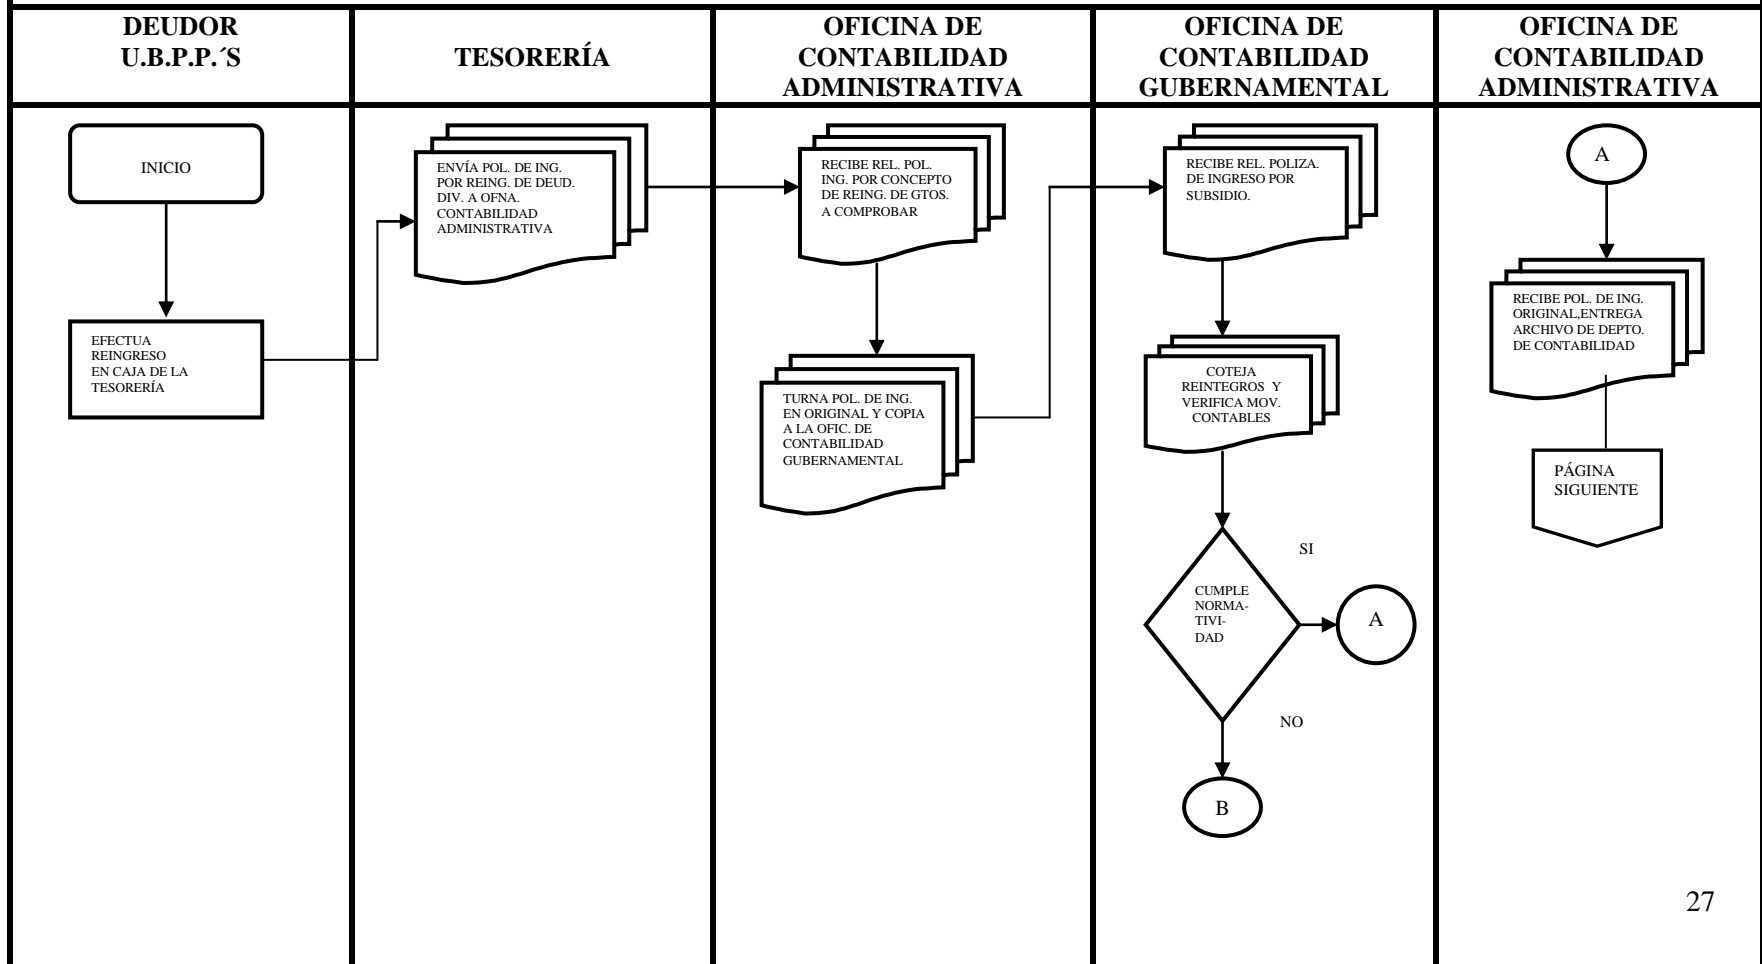 DEUDOR
U.B.P.P.´S
TESORERÍA
OFICINA DE
CONTABILIDAD
ADMINISTRATIVA
OFICINA DE
CONTABILIDAD
GUBERNAMENTAL
OFICINA DE
CONTABILIDAD
ADMINISTRATIVA
INICIO
EFECTUA
REINGRESO
EN CAJA DE LA
TESORERÍA
ENVÍA POL. DE ING.
POR REING. DE DEUD.
DIV. A OFNA.
CONTABILIDAD
ADMINISTRATIVA
RECIBE REL. POL.
ING. POR CONCEPTO
DE REING. DE GTOS.
A COMPROBAR
TURNA POL. DE ING.
EN ORIGINAL Y COPIA
A LA OFIC. DE
CONTABILIDAD
GUBERNAMENTAL
RECIBE REL. POLIZA.
DE INGRESO POR
SUBSIDIO.
COTEJA
REINTEGROS Y
VERIFICA MOV.
CONTABLES
SI
CUMPLE
NORMA-
TIVI-
DAD
A
NO
B
A
RECIBE POL. DE ING.
ORIGINAL,ENTREGA
ARCHIVO DE DEPTO.
DE CONTABILIDAD
PÁGINA
SIGUIENTE
27